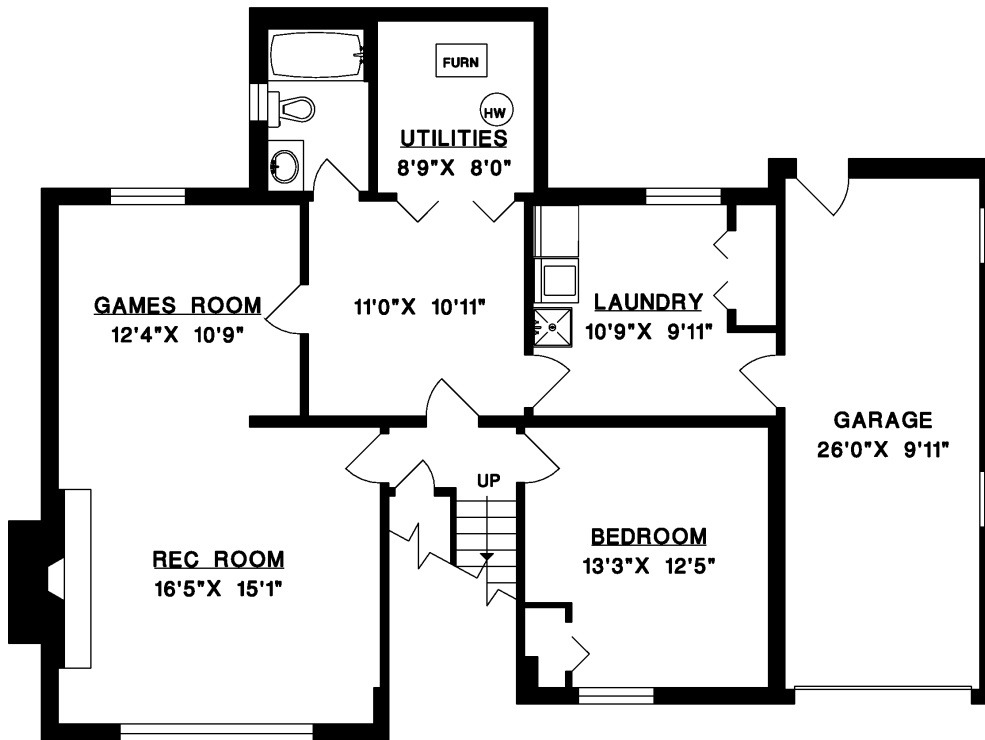 FURN
HW
UTILITIES
8'9"X 8'0"
GAMES ROOM
12'4"X 10'9"
11'0"X 10'11"
LAUNDRY
10'9"X 9'11"
GARAGE
26'0"X 9'11"
UP
REC ROOM
16'5"X 15'1"
BEDROOM
13'3"X 12'5"